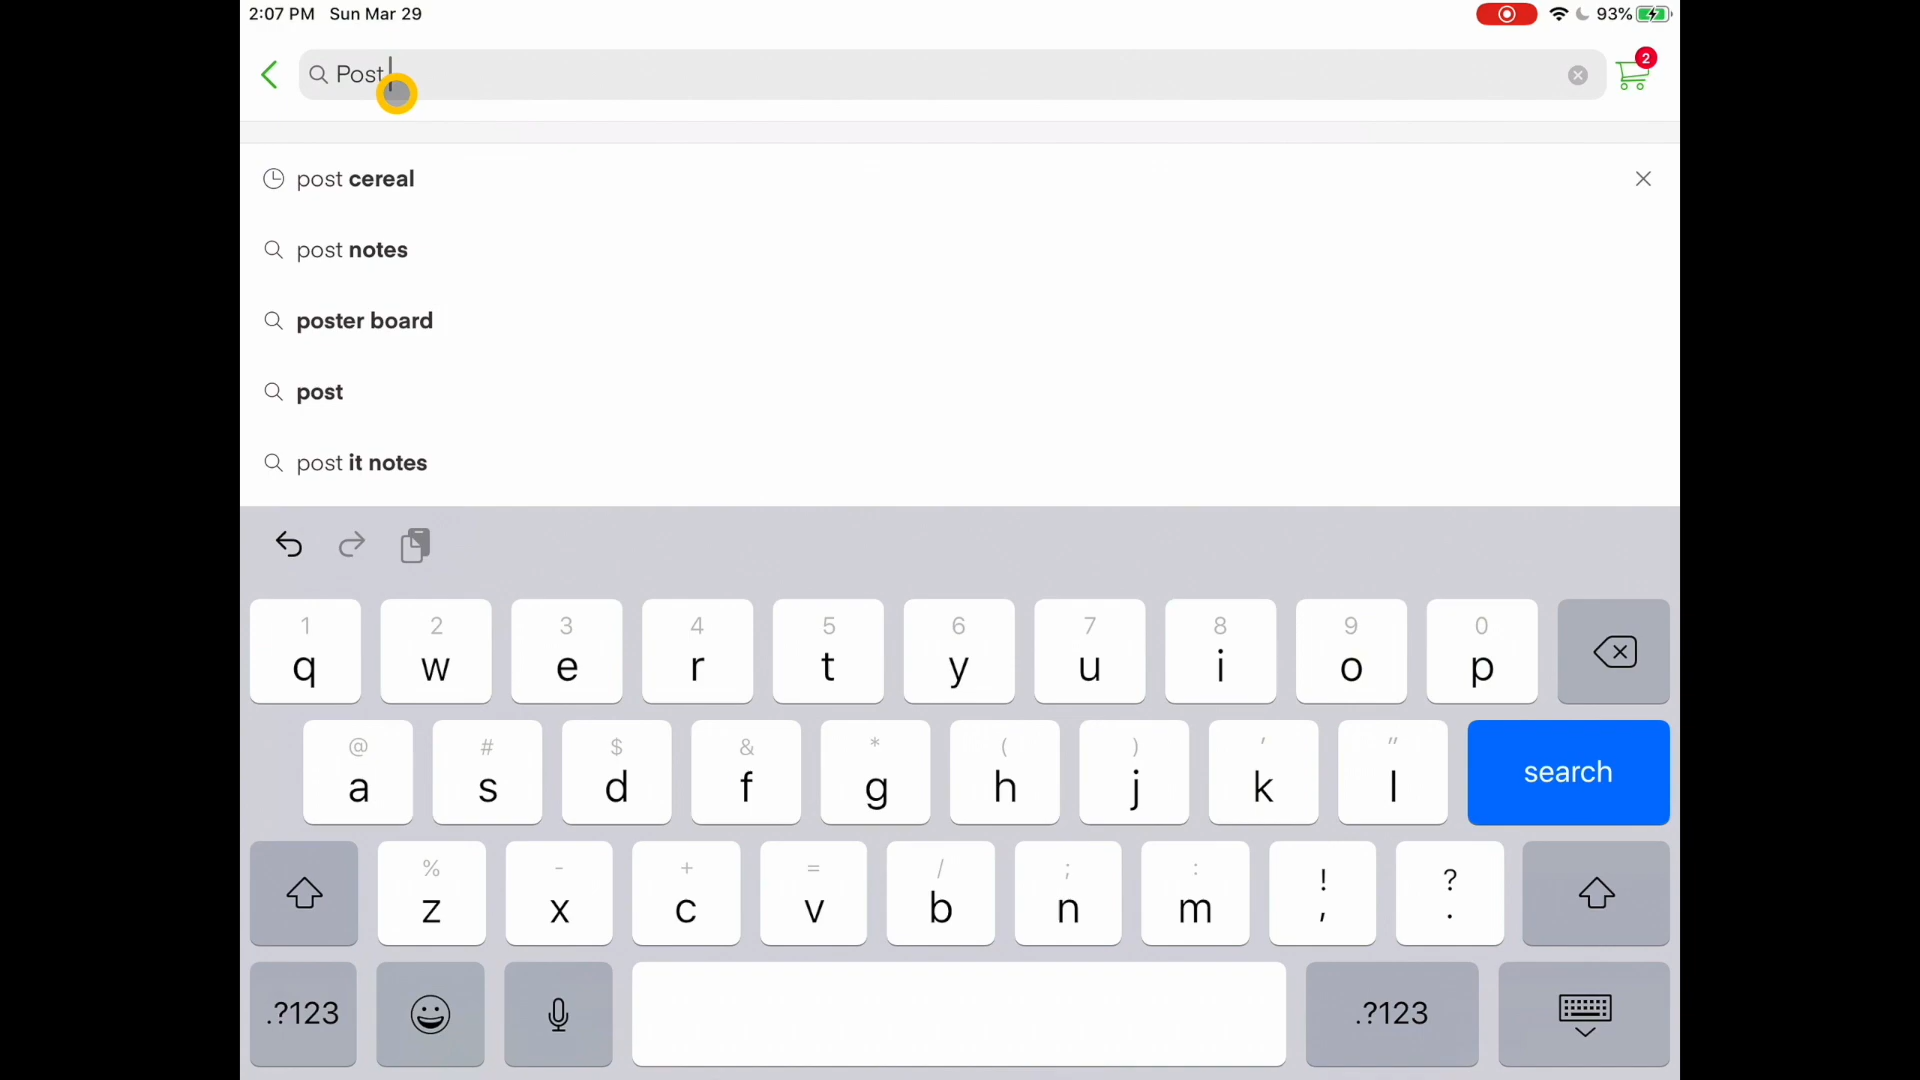 2:07 PM Sun Mar 29 93%
Post 2
post cereal
post notes
poster board
post
post it notes
1 2 3 4 5 6 7 8 9 0
q w e r t y u i o p
@ # $ & * ( ) ' "
a s d f g h j k l search
% - + = / ; : ! ?
z x c v b n m , .
.?123 .?123